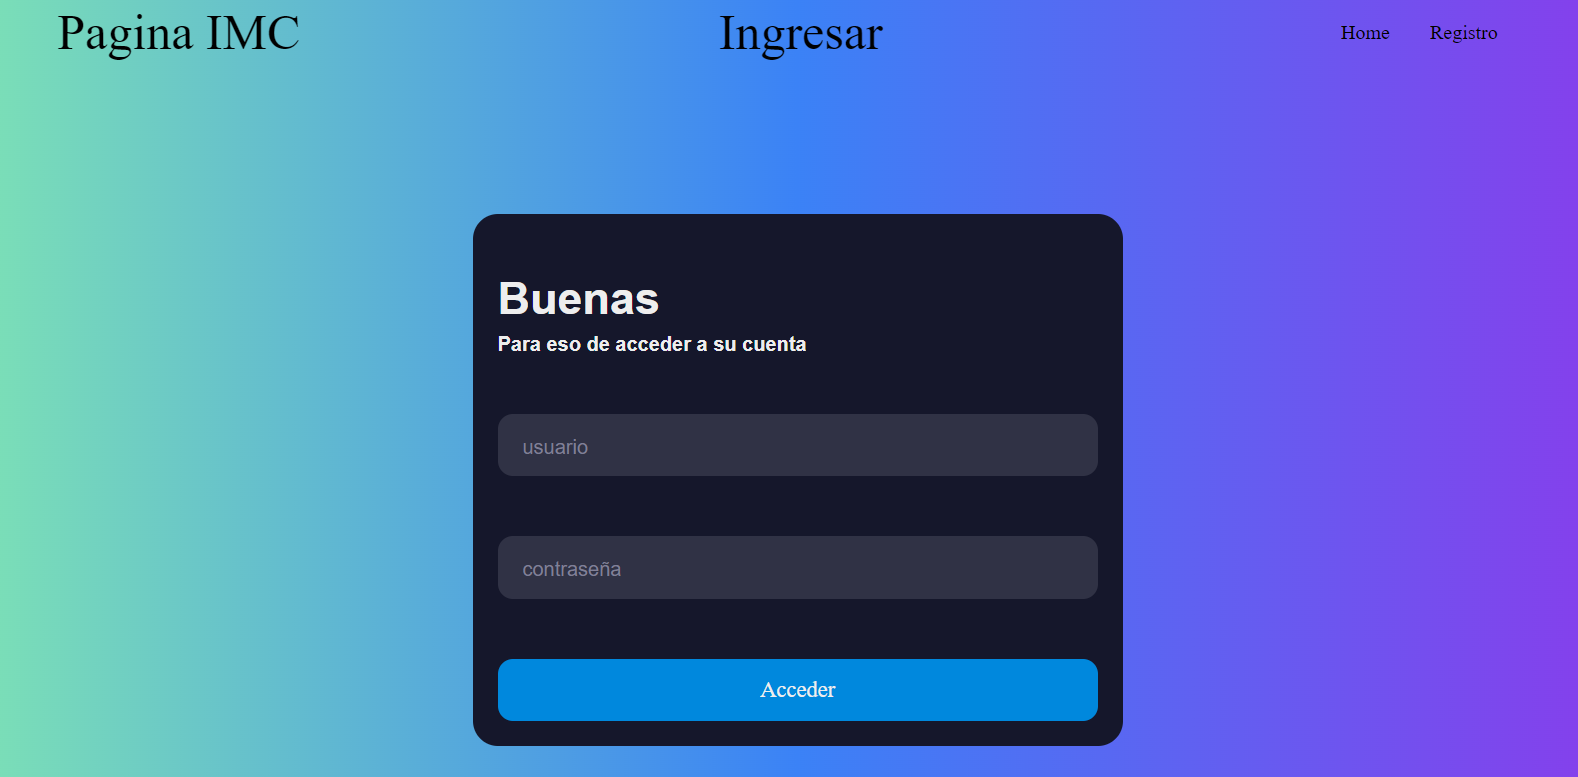 Pagina IMC
Ingresar
Home
Registro
Buenas
Para eso de acceder a su cuenta
usuario
contraseña
Acceder